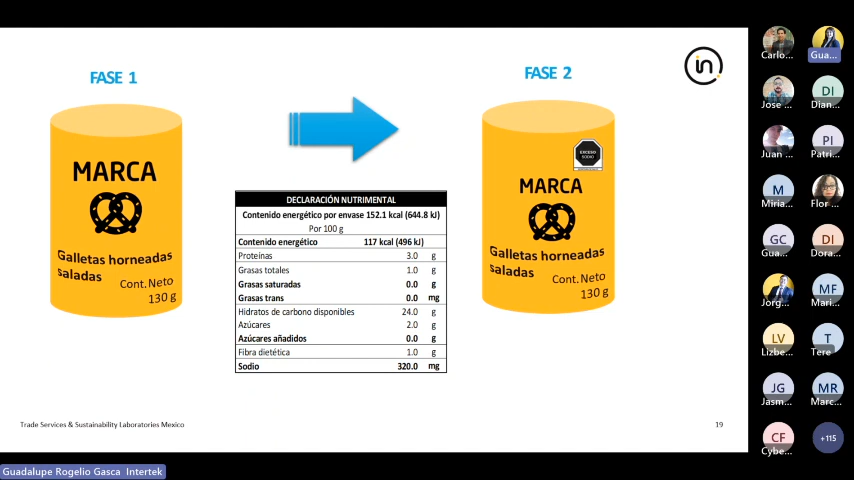 FASE 1
FASE 2
in
MARCA
Galletas horneadas
saladas
Cont. Neto
130 g
DECLARACIÓN NUTRIMENTAL
Contenido energético por envase 152.1 kcal (644.8 kJ)
Por 100 g
Contenido energético 117 kcal (496 kJ)
Proteínas 3.0 g
Grasas totales 1.0 g
Grasas saturadas 0.0 g
Grasas trans 0.0 mg
Hidratos de carbono disponibles 24.0 g
Azúcares 2.0 g
Azúcares añadidos 0.0 g
Fibra dietética 1.0 g
Sodio 320.0 mg
EXCESO
SODIO
MARCA
Galletas horneadas
saladas
Cont. Neto
130 g
Trade Services & Sustainability Laboratories Mexico
19
Carlo...
Gua...
Jose ...
DI
Dian...
Juan ...
PI
Patri...
M
Miria...
Flor ...
GC
Gua...
DI
Dora...
Jorg...
MF
Mari...
LV
Lizbe...
T
Tere
JG
Jasm...
MR
Marc...
CF
Cybe...
+115
Guadalupe Rogelio Gasca Intertek